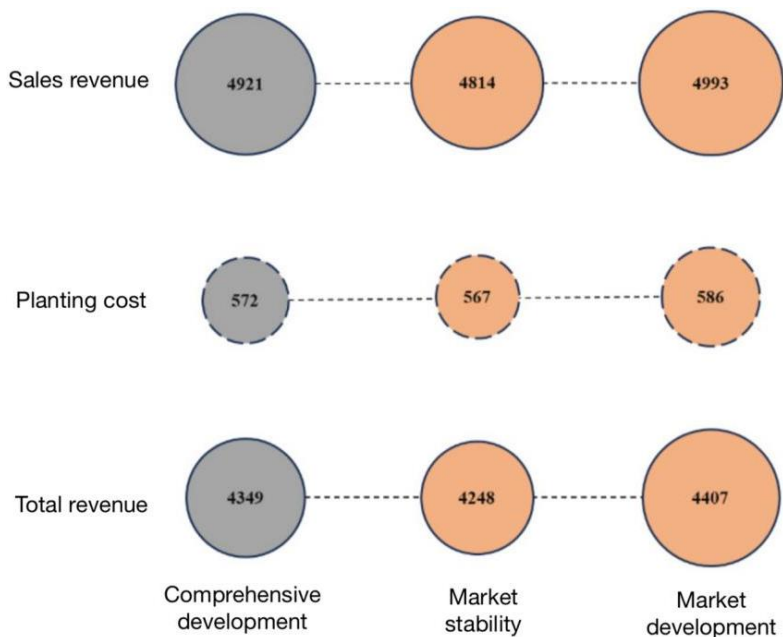 Sales revenue 4921 4814 4993
Planting cost 572 567 586
Total revenue 4349 4248 4407
Comprehensive Market Market
development stability development